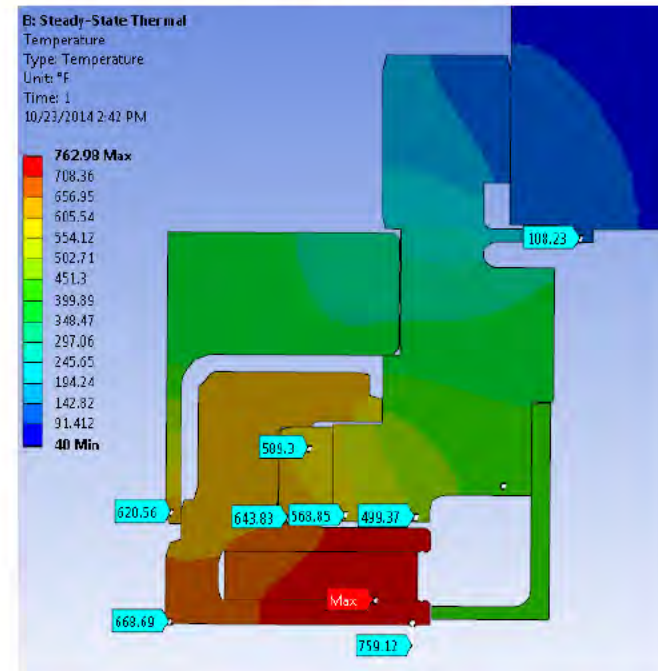 B: Steady-State Thermal
Temperature
Type: Temperature
Unit: °F
Time: 1
10/23/2014 2:42 PM
762.98 Max
708.36
656.95
605.54
554.12
502.71
451.3
399.89
348.47
297.06
245.65
194.24
142.82
91.412
40 Min
108.23
589.3
620.56
643.83
568.85
499.37
Max
668.69
759.12